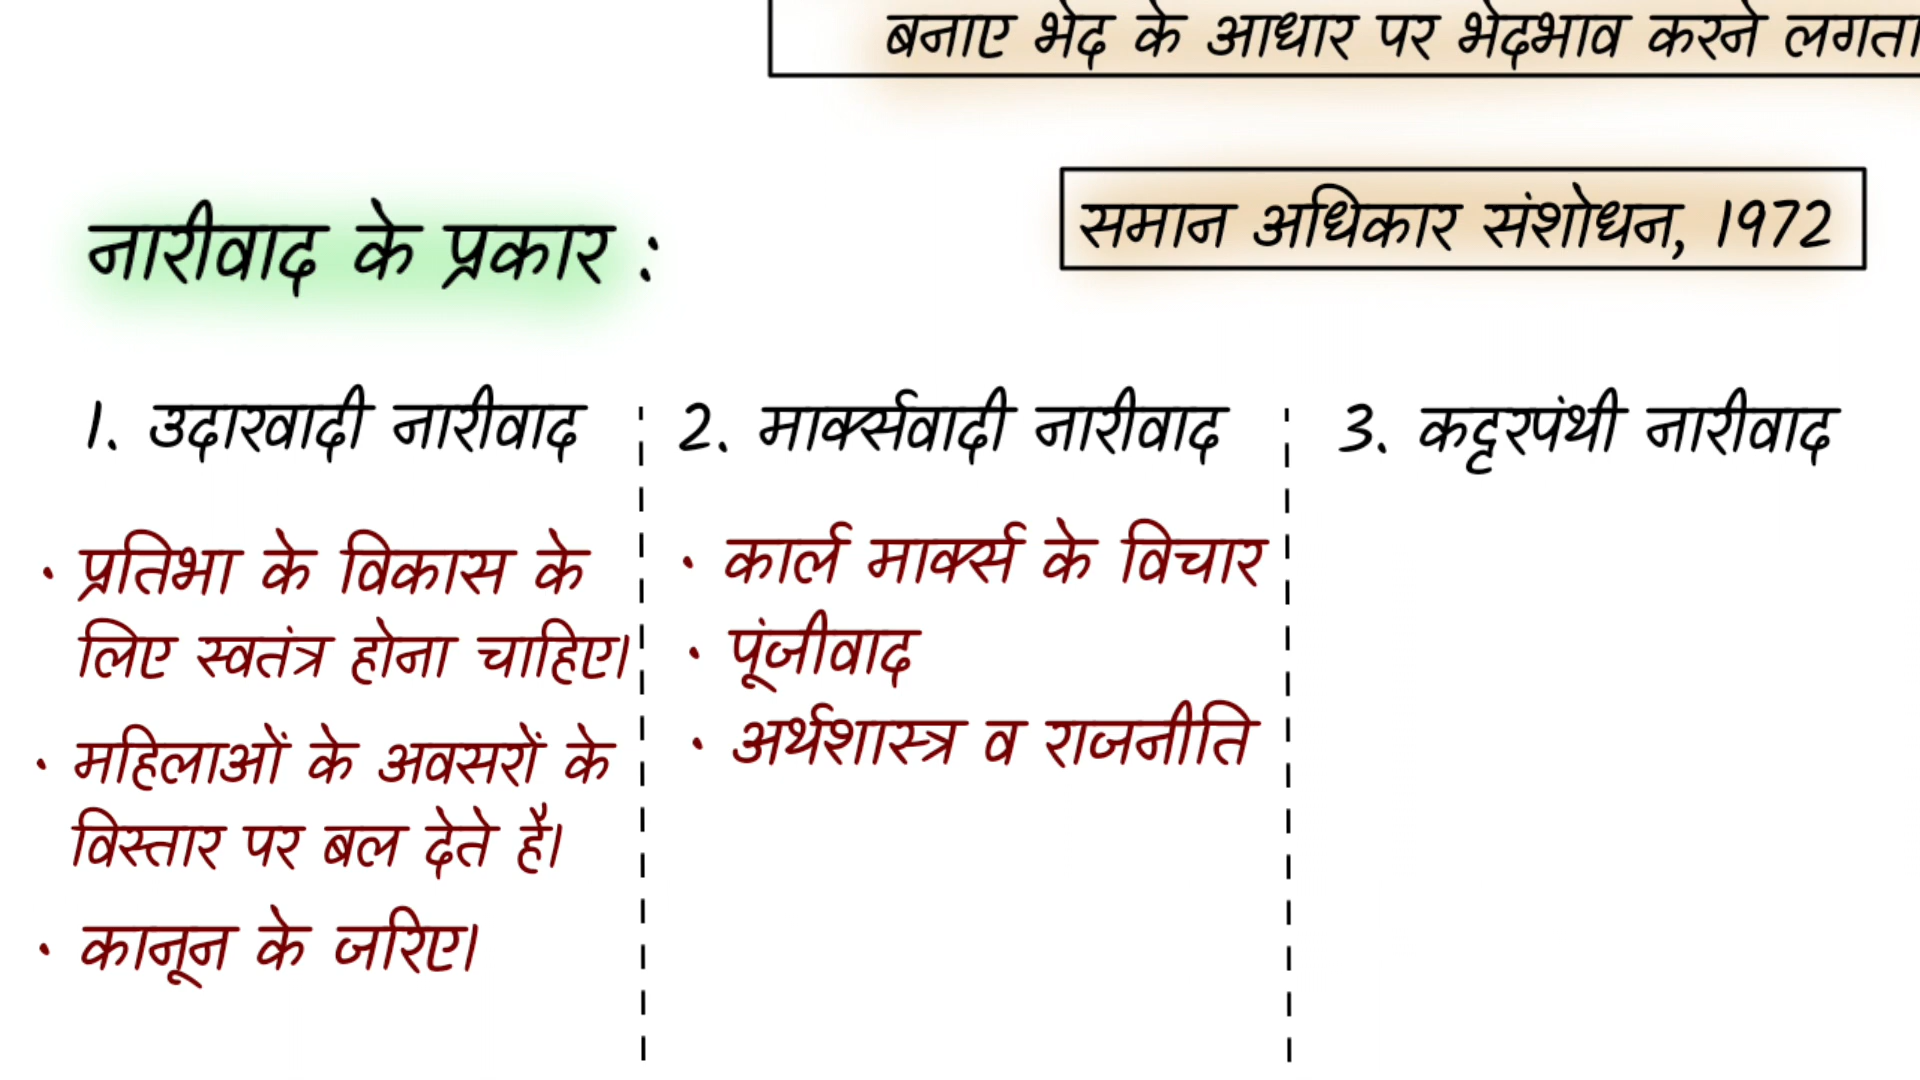 बनाए भेद के आधार पर भेदभाव करने लगता
समान अधिकार संशोधन, 1972
नारीवाद के प्रकार :
1. उदारवादी नारीवाद
• प्रतिभा के विकास के
लिए स्वतंत्र होना चाहिए।
• महिलाओं के अवसरों के
विस्तार पर बल देते है।
• कानून के जरिए।
2. मार्क्सवादी नारीवाद
• कार्ल मार्क्स के विचार
• पूंजीवाद
• अर्थशास्त्र व राजनीति
3. कट्टरपंथी नारीवाद